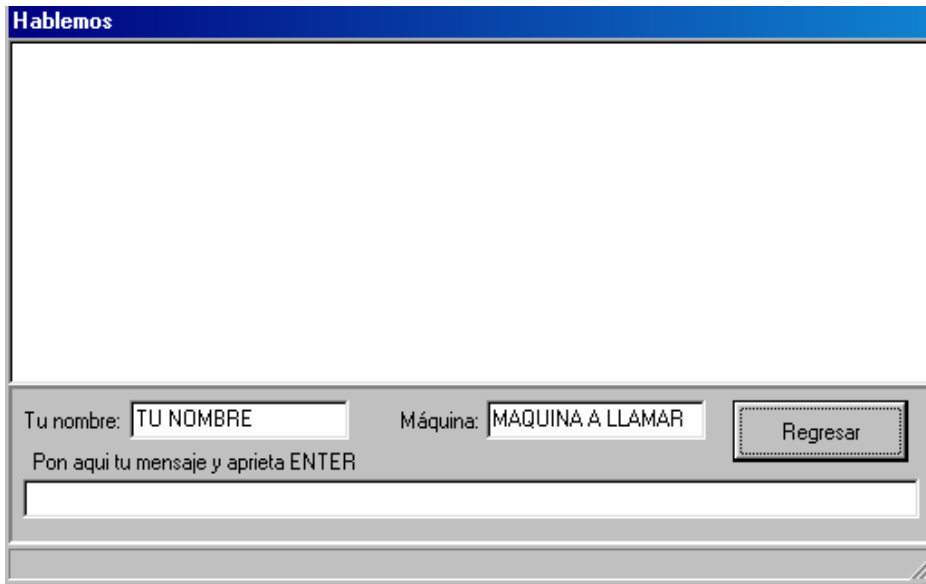 Hablemos
Tu nombre: TU NOMBRE Máquina: MAQUINA A LLAMAR Regresar
Pon aqui tu mensaje y aprieta ENTER